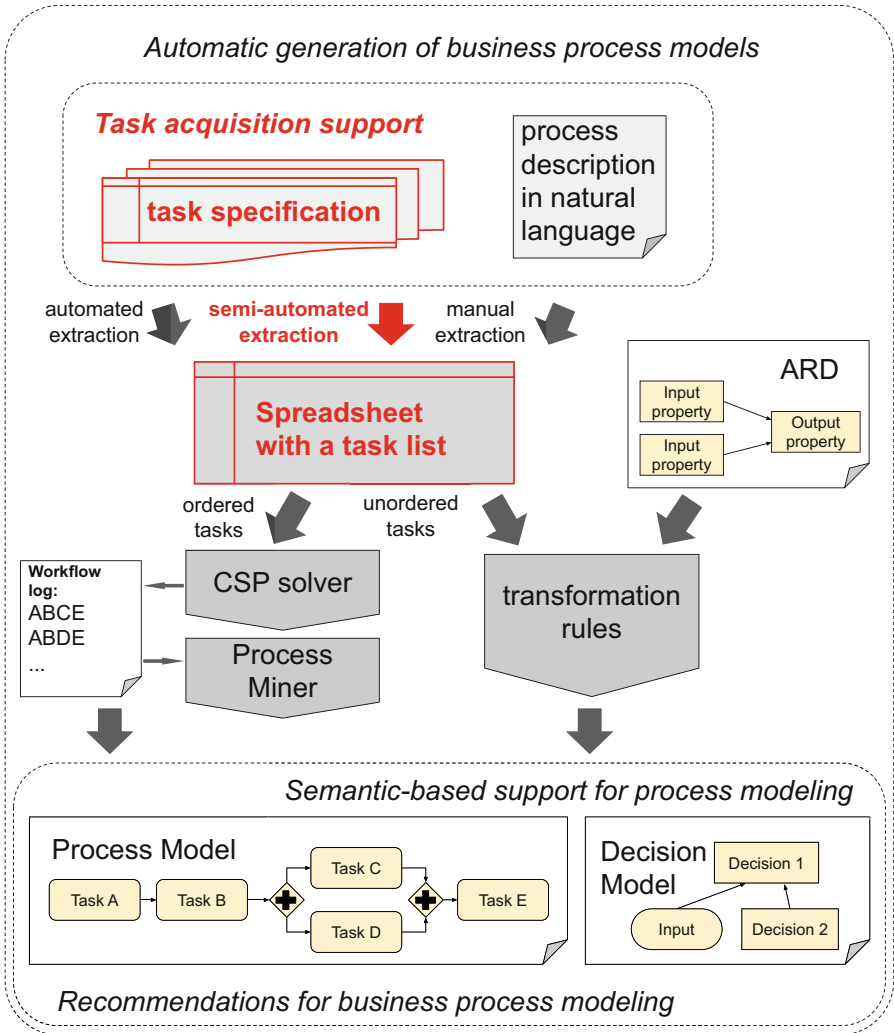 Automatic generation of business process models
Task acquisition support
task specification
process
description
in natural
language
automated
extraction
semi-automated
extraction
manual
extraction
Spreadsheet
with a task list
ARD
Input
property
Input
property
Output
property
ordered
tasks
unordered
tasks
Workflow
log:
ABCE
ABDE
...
CSP solver
Process
Miner
transformation
rules
Semantic-based support for process modeling
Process Model
Task A
Task B
Task C
Task D
Task E
Decision
Model
Decision 1
Input
Decision 2
Recommendations for business process modeling